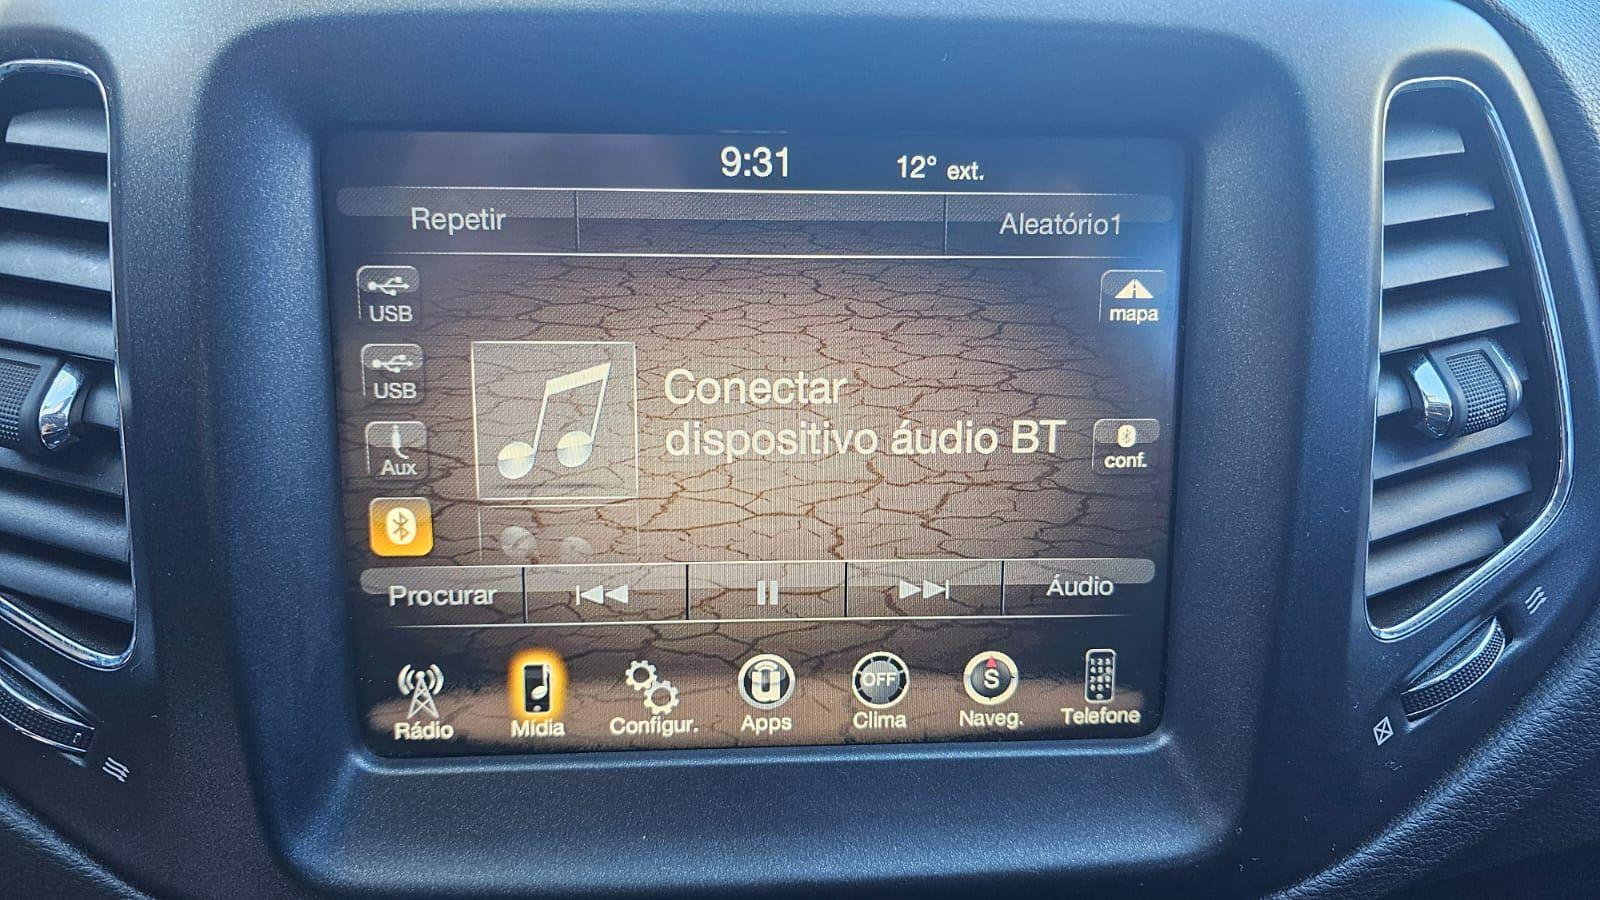 9:31
12° ext.
Repetir
Aleatório1
USB
mapa
USB
Conectar
dispositivo áudio BT
Aux
conf.
Procurar
Áudio
OFF
S
Rádio
Mídia
Configur.
Apps
Clima
Naveg.
Telefone